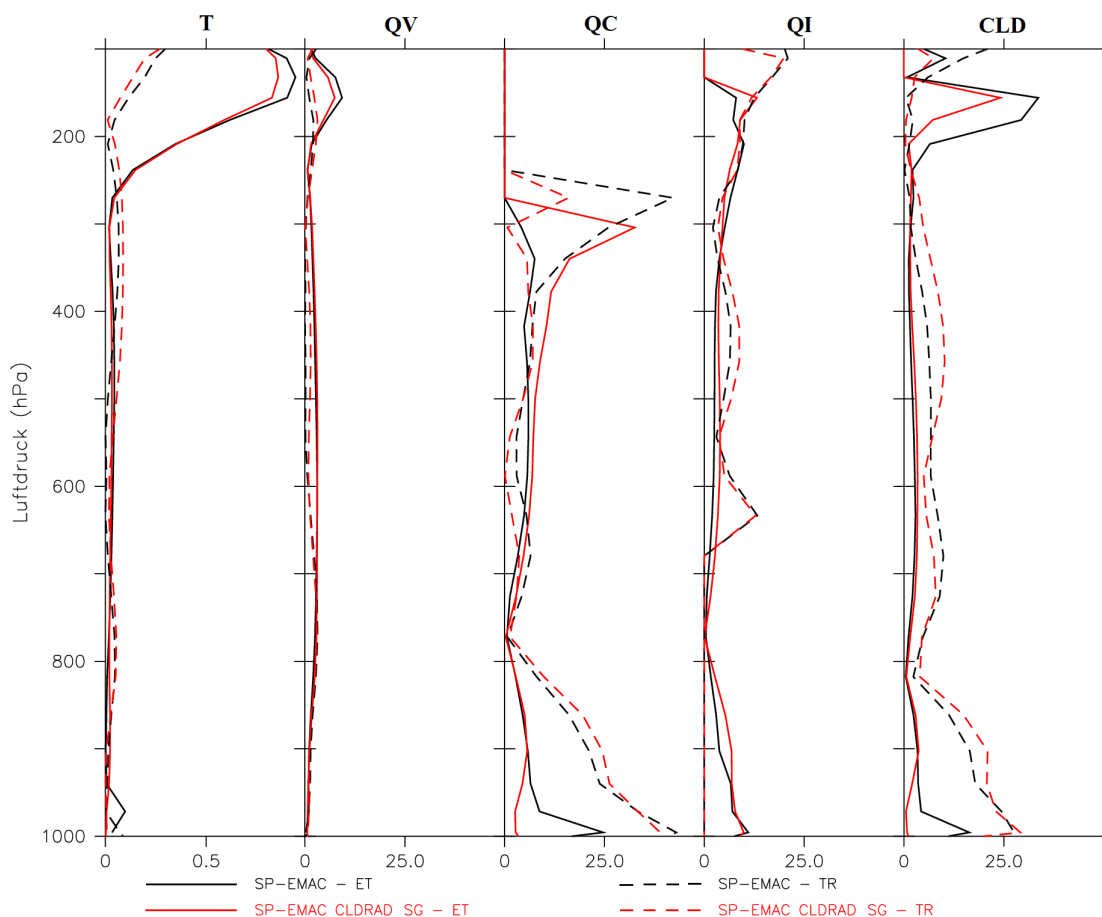 T QV QC QI CLD
200
400
600
800
1000
Luftdruck (hPa)
0 0.5 0 25.0 0 25.0 0 25.0 0 25.0
SP-EMAC - ET SP-EMAC - TR
SP-EMAC CLDRAD SG - ET SP-EMAC CLDRAD SG - TR